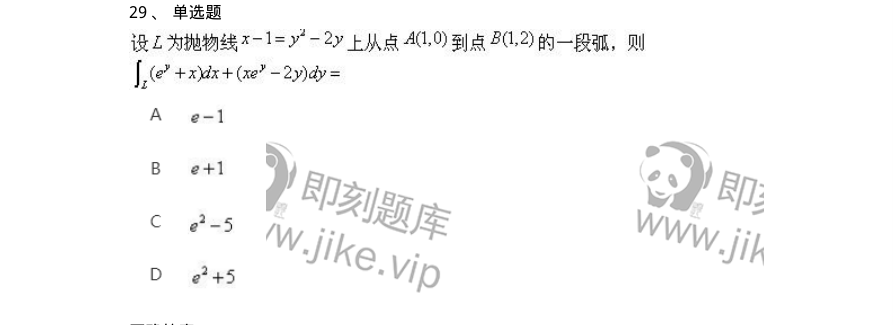 29 、 单选题
设 L 为抛物线 x-1=y²-2y 上从点 A(1,0) 到点 B(1,2) 的一段弧，则
∫_L(e^y+x)dx+(xe^y-2y)dy=
A e-1
B e+1
即刻题库 即刻
C e²-5
www.jike.vip www.j
D e²+5